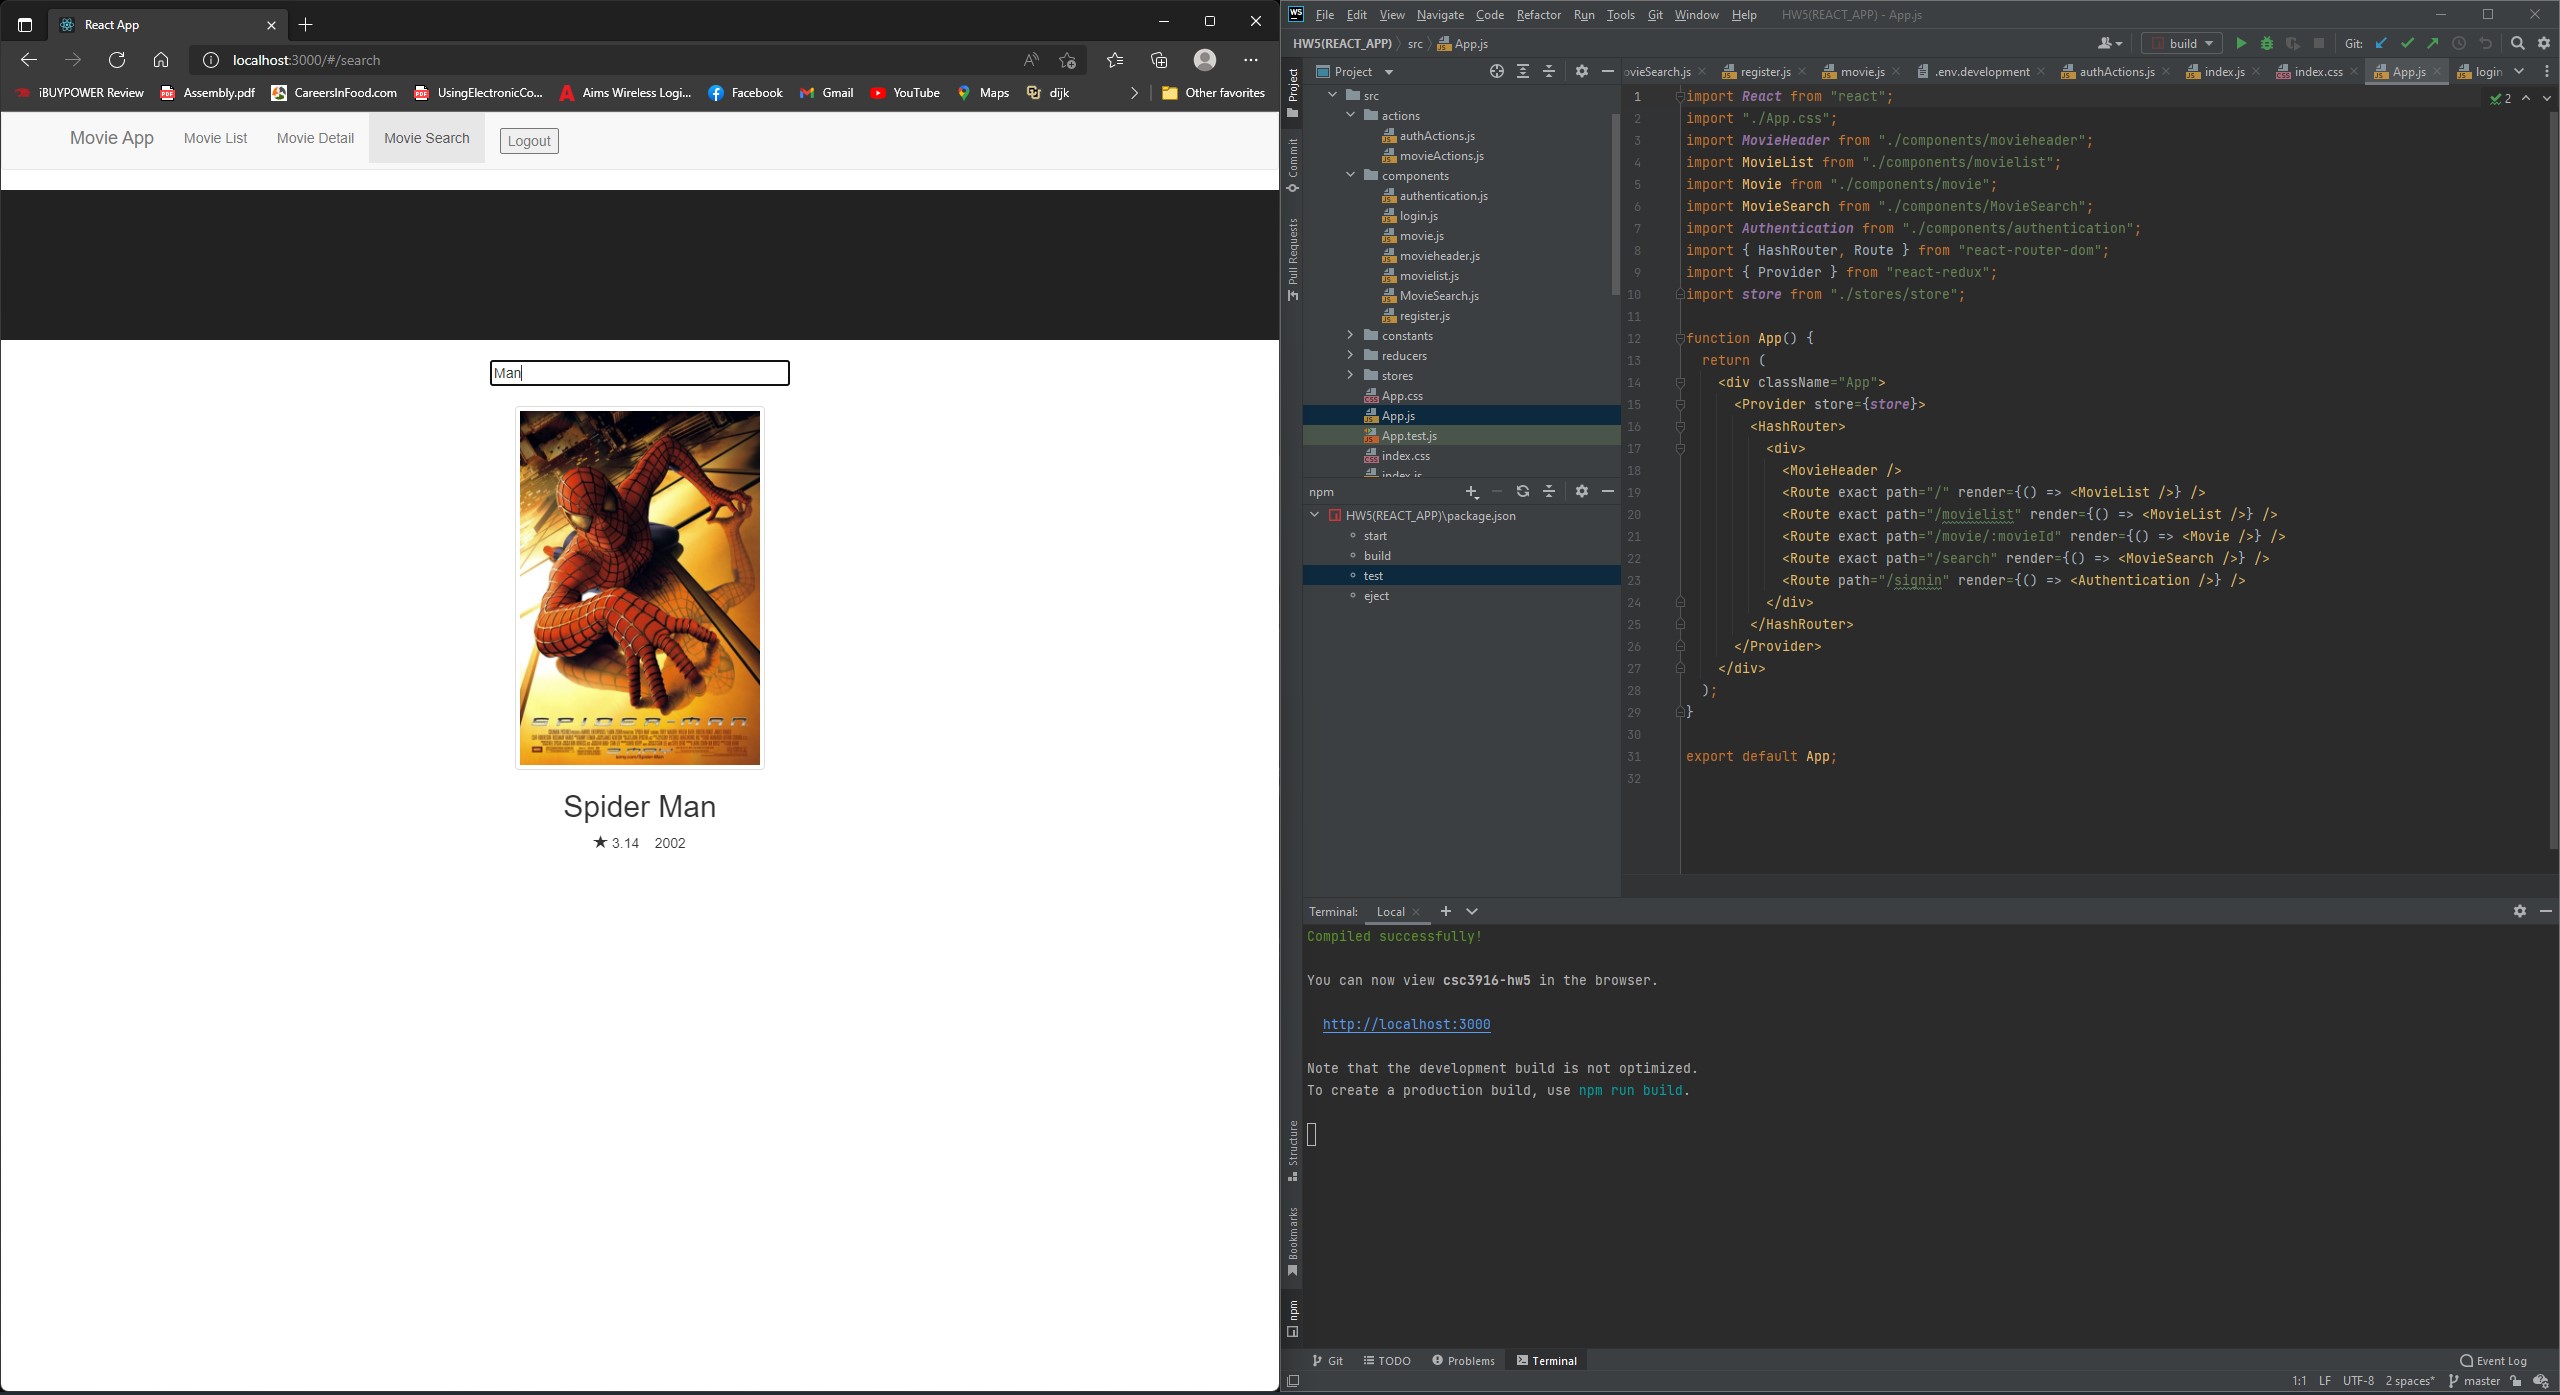 React App
localhost:3000/#/search
iBUYPOWER Review
Assembly.pdf
CareersInFood.com
UsingElectronicCo...
Aims Wireless Logi...
Facebook
Gmail
YouTube
Maps
dijk
Other favorites
Movie App
Movie List
Movie Detail
Movie Search
Logout
Man
SPIDER-MAN
Spider Man
★ 3.14 2002
WS
File Edit View Navigate Code Refactor Run Tools Git Window Help HW5(REACT_APP) - App.js
HW5(REACT_APP) src App.js
build
Git:
Project
ovieSearch.js
register.js
movie.js
.env.development
authActions.js
index.js
index.css
App.js
login
Project
Commit
Pull Requests
src
actions
authActions.js
movieActions.js
components
authentication.js
login.js
movie.js
movieheader.js
movielist.js
MovieSearch.js
register.js
constants
reducers
stores
App.css
App.js
App.test.js
index.css
index.js
npm
HW5(REACT_APP)\package.json
start
build
test
eject
2
1 import React from "react";
2 import "./App.css";
3 import MovieHeader from "./components/movieheader";
4 import MovieList from "./components/movielist";
5 import Movie from "./components/movie";
6 import MovieSearch from "./components/MovieSearch";
7 import Authentication from "./components/authentication";
8 import { HashRouter, Route } from "react-router-dom";
9 import { Provider } from "react-redux";
10 import store from "./stores/store";
11
12 function App() {
13 return (
14 <div className="App">
15 <Provider store={store}>
16 <HashRouter>
17 <div>
18 <MovieHeader />
19 <Route exact path="/" render={() => <MovieList />} />
20 <Route exact path="/movielist" render={() => <MovieList />} />
21 <Route exact path="/movie/:movieId" render={() => <Movie />} />
22 <Route exact path="/search" render={() => <MovieSearch />} />
23 <Route path="/signin" render={() => <Authentication />} />
24 </div>
25 </HashRouter>
26 </Provider>
27 </div>
28 );
29 }
30
31 export default App;
32
Terminal: Local
Compiled successfully!
You can now view csc3916-hw5 in the browser.
http://localhost:3000
Note that the development build is not optimized.
To create a production build, use npm run build.
Structure
Bookmarks
npm
Git
TODO
Problems
Terminal
Event Log
1:1 LF UTF-8 2 spaces* master